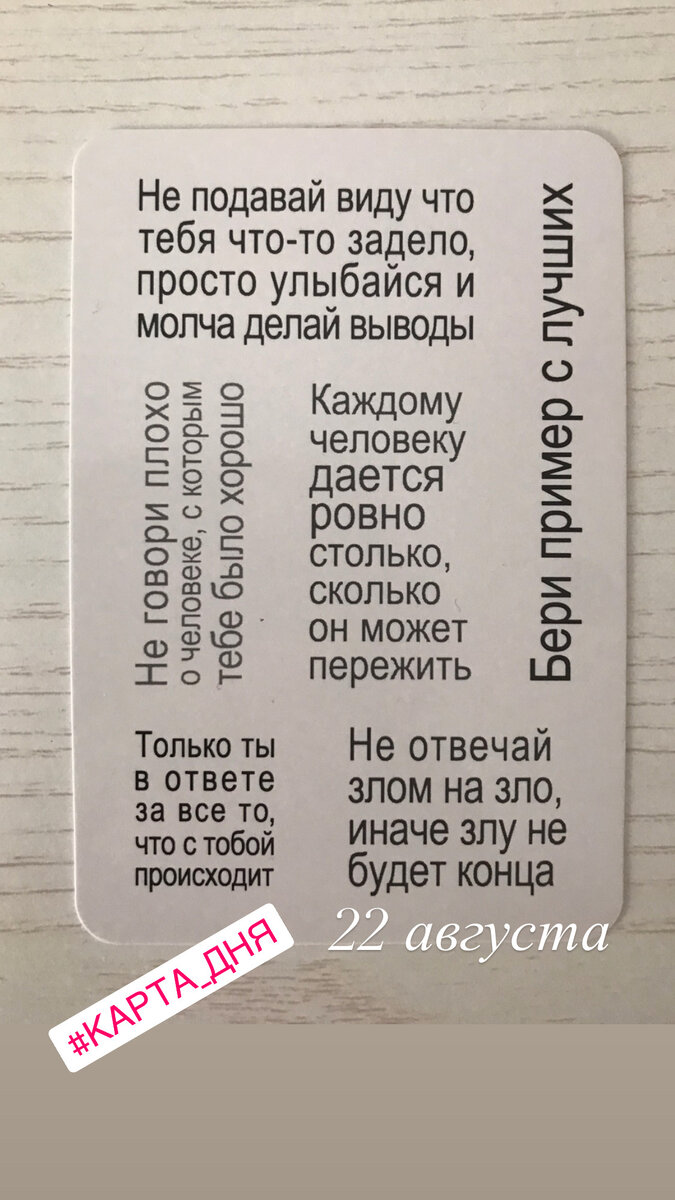 Не подавай виду что
тебя что-то задело,
просто улыбайся и
молча делай выводы
Бери пример с лучших
Не говори плохо
о человеке, с которым
тебе было хорошо
Каждому
человеку
дается
ровно
столько,
сколько
он может
пережить
Только ты
в ответе
за все то,
что с тобой
происходит
Не отвечай
злом на зло,
иначе злу не
будет конца
22 августа
#КАРТА_ДНЯ